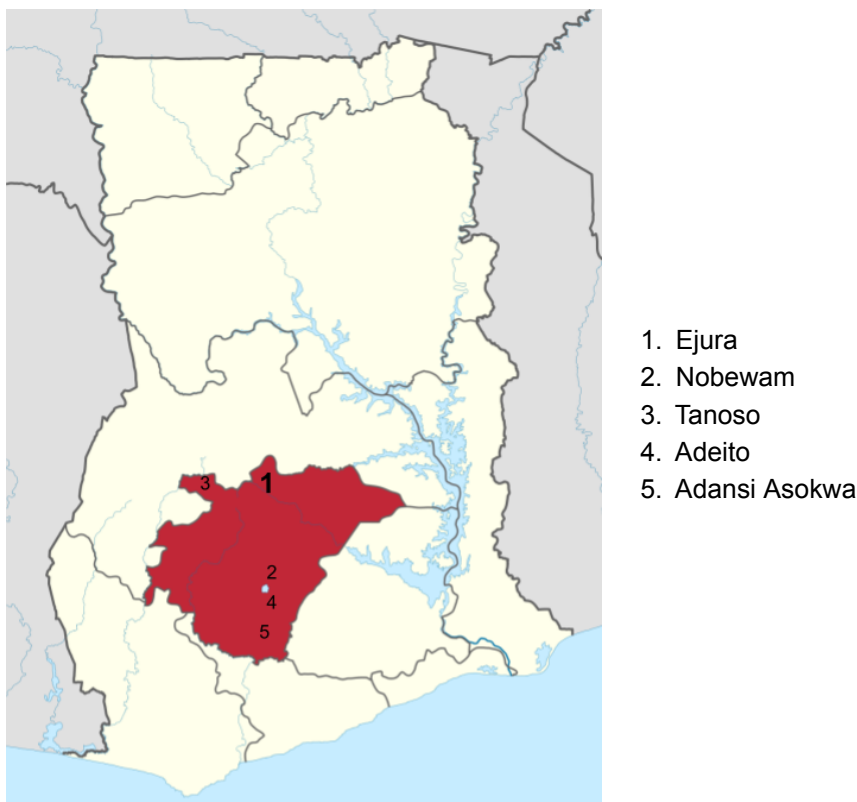 3
1
2
4
5
1. Ejura
2. Nobewam
3. Tanoso
4. Adeito
5. Adansi Asokwa